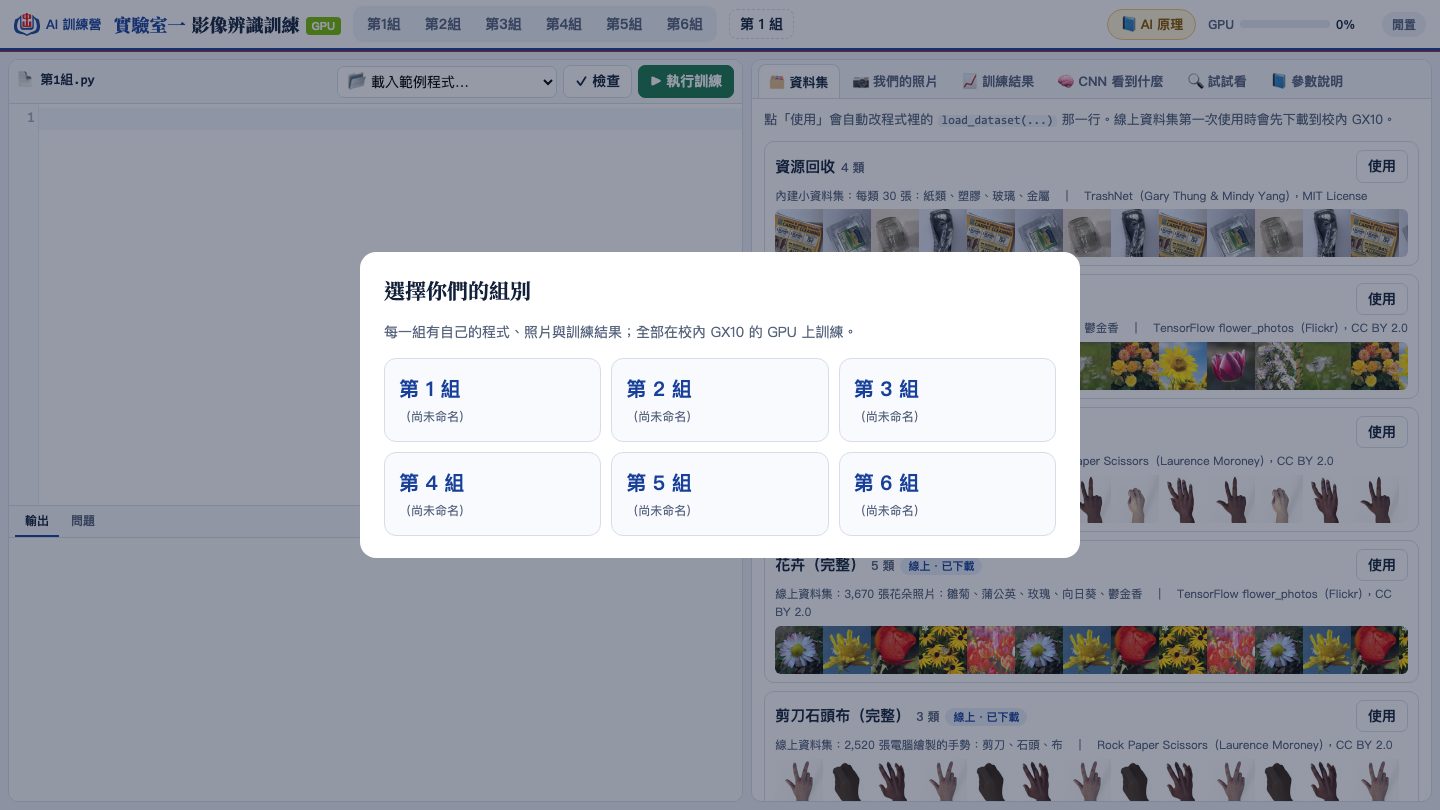 AI 訓練營 實驗室一 影像辨識訓練 GPU 第1組 第2組 第3組 第4組 第5組 第6組 第 1 組 AI 原理 GPU 0% 閒置
第1組.py 載入範例程式... ✓ 檢查 ▶ 執行訓練
1
資料集 我們的照片 訓練結果 CNN 看到什麼 試試看 參數說明
點「使用」會自動改程式裡的 load_dataset(...) 那一行。線上資料集第一次使用時會先下載到校內 GX10。
資源回收 4 類 使用
內建小資料集：每類 30 張：紙類、塑膠、玻璃、金屬 | TrashNet (Gary Thung & Mindy Yang)，MIT License
使用
鬱金香 | TensorFlow flower_photos (Flickr)，CC BY 2.0
使用
Paper Scissors (Laurence Moroney)，CC BY 2.0
選擇你們的組別
每一組有自己的程式、照片與訓練結果；全部在校內 GX10 的 GPU 上訓練。
第 1 組 第 2 組 第 3 組
（尚未命名） （尚未命名） （尚未命名）
第 4 組 第 5 組 第 6 組
（尚未命名） （尚未命名） （尚未命名）
輸出 問題
花卉（完整） 5 類 線上 · 已下載 使用
線上資料集：3,670 張花朵照片：雛菊、蒲公英、玫瑰、向日葵、鬱金香 | TensorFlow flower_photos (Flickr)，CC
BY 2.0
剪刀石頭布（完整） 3 類 線上 · 已下載 使用
線上資料集：2,520 張電腦繪製的手勢：剪刀、石頭、布 | Rock Paper Scissors (Laurence Moroney)，CC BY 2.0